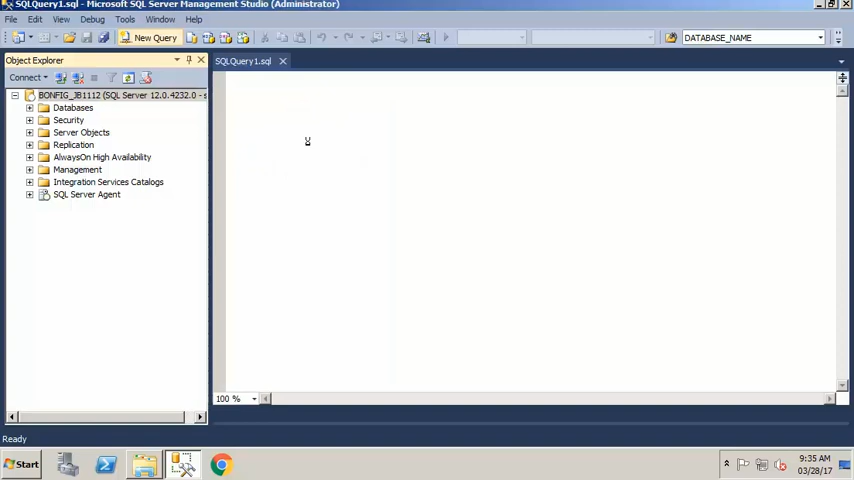 SQLQuery1.sql - Microsoft SQL Server Management Studio (Administrator)
File Edit View Debug Tools Window Help
New Query DATABASE_NAME
Object Explorer
SQLQuery1.sql
Connect
BONFIG_JB1112 (SQL Server 12.0.4232.0 - s
Databases
Security
Server Objects
Replication
AlwaysOn High Availability
Management
Integration Services Catalogs
SQL Server Agent
100 %
Ready
Start
9:35 AM
03/28/17